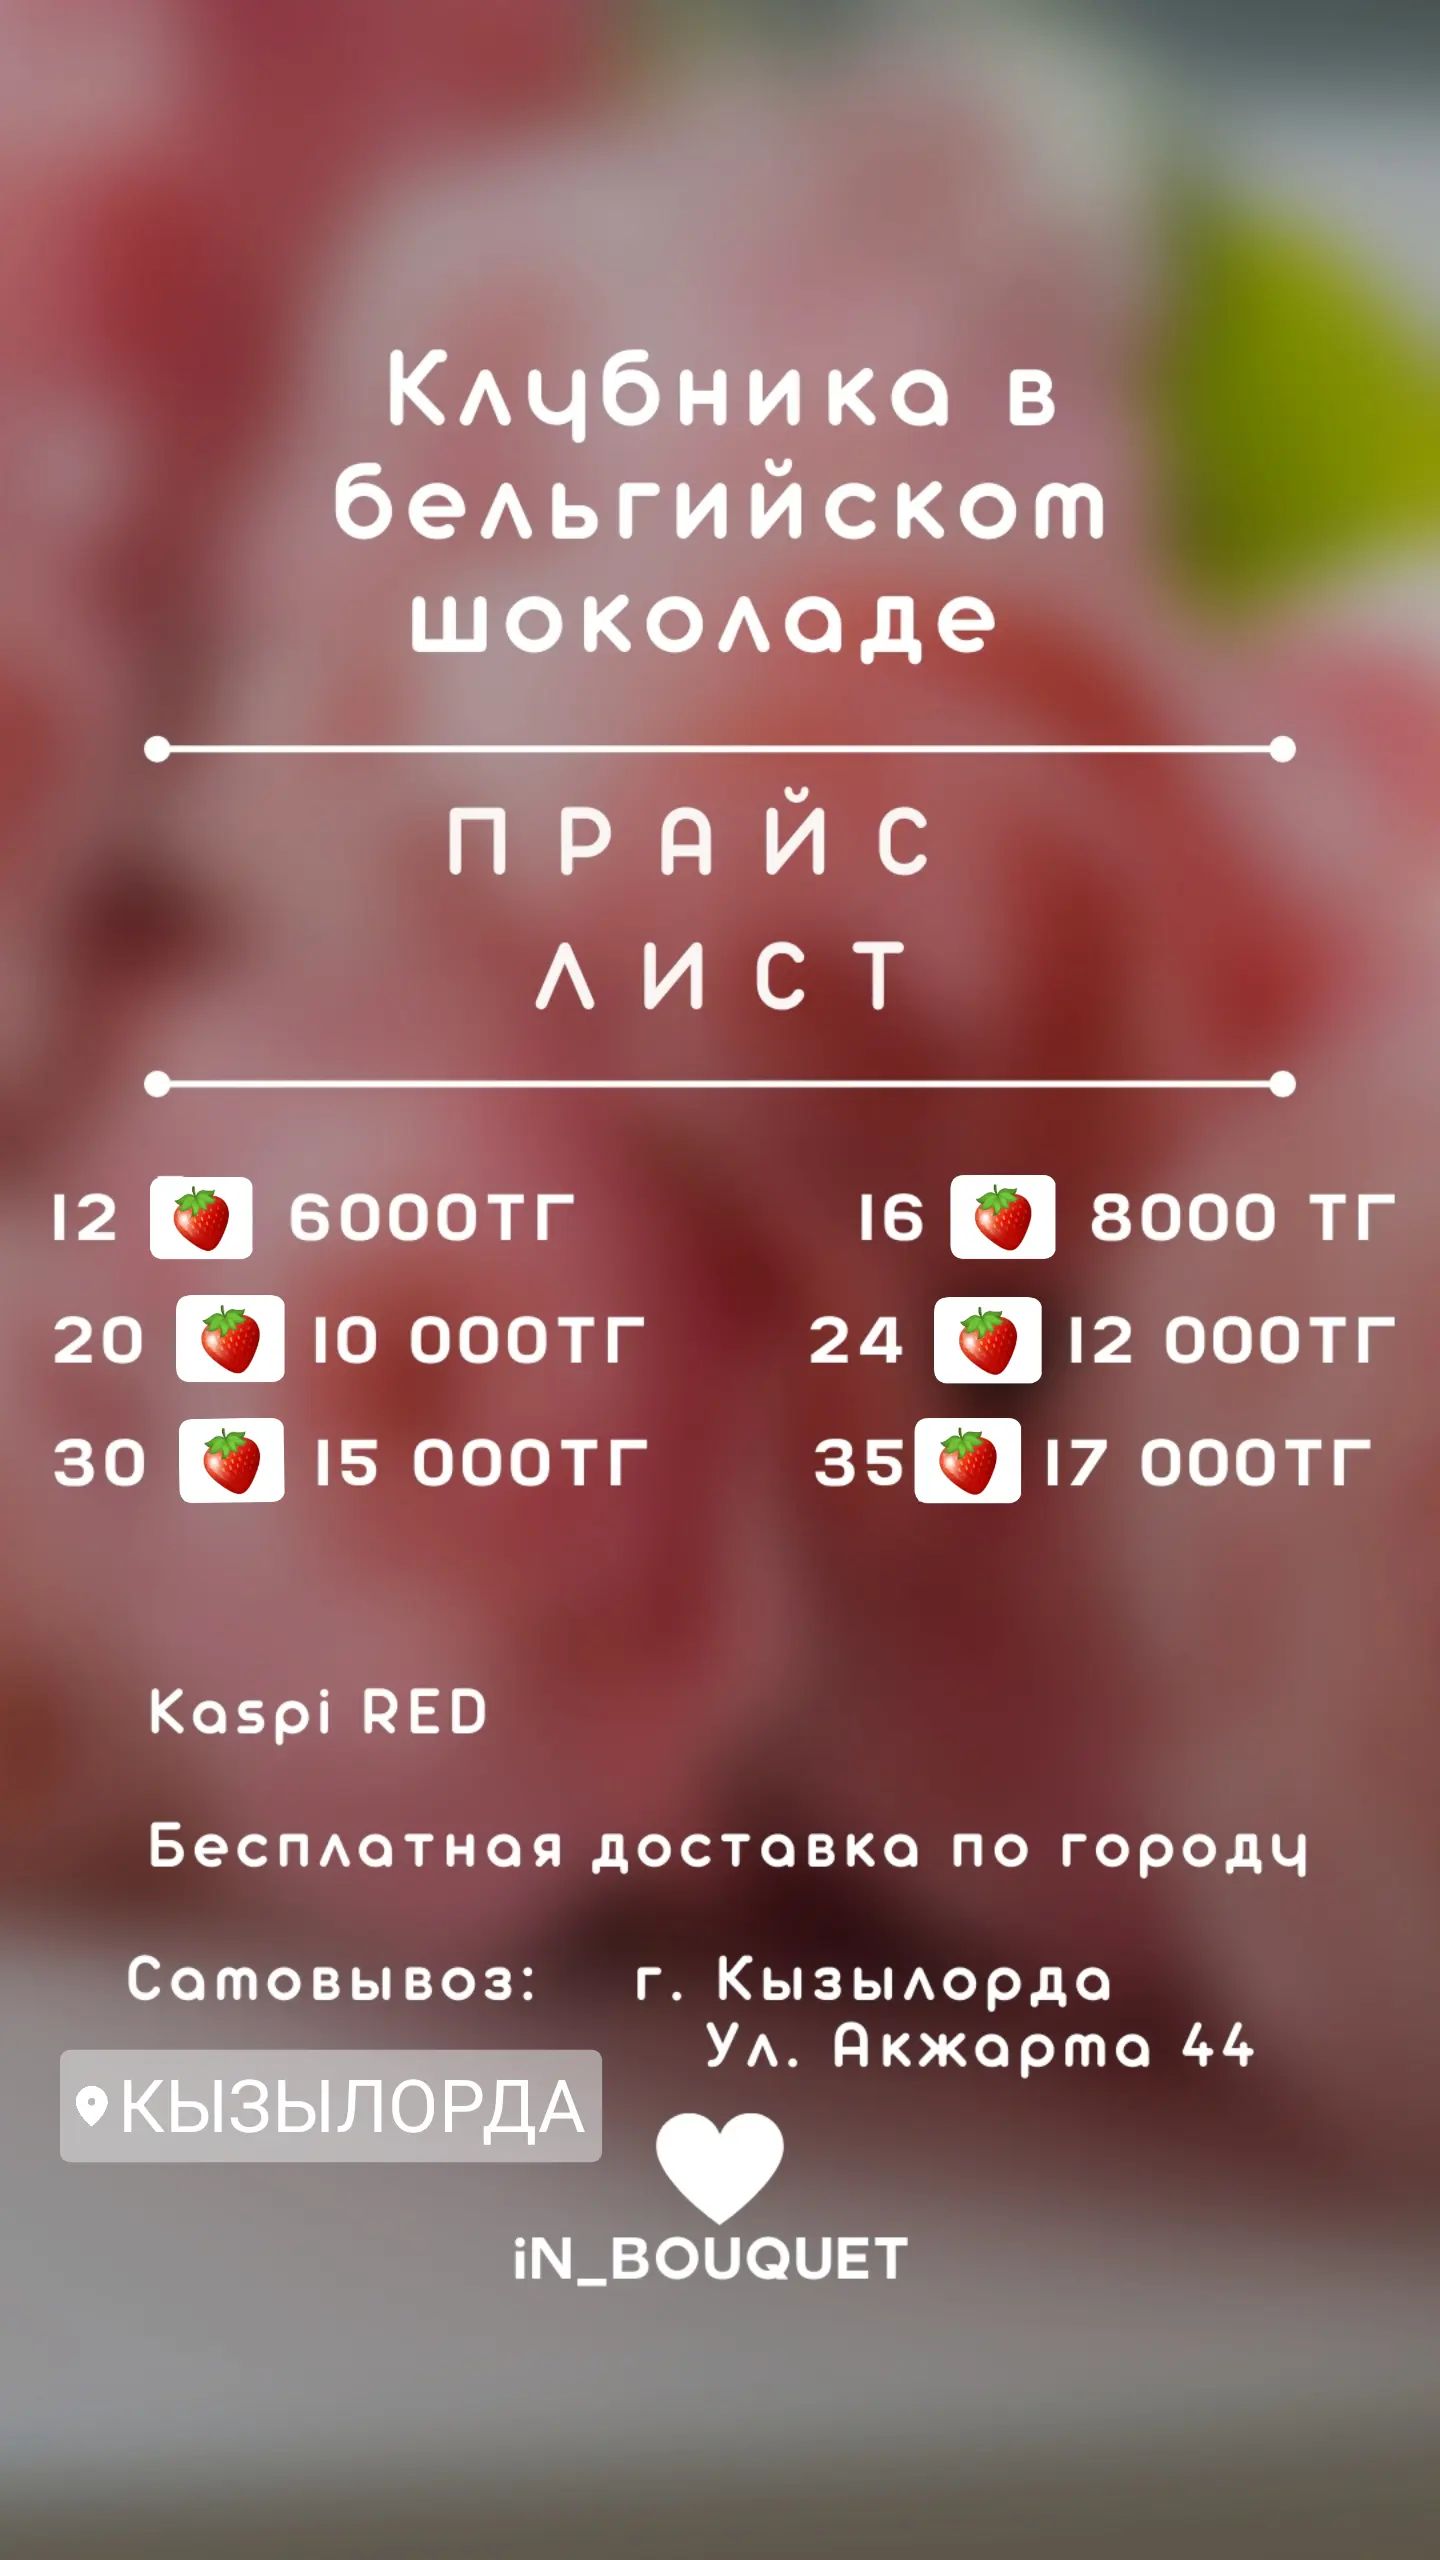 Клубника в
бельгийском
шоколаде
ПРАЙС
ЛИСТ
12 🍓 6000ТГ
16 🍓 8000 ТГ
20 🍓 10 000ТГ
24 🍓 12 000ТГ
30 🍓 15 000ТГ
35 🍓 17 000ТГ
Kaspi RED
Бесплатная доставка по городу
Самовывоз: г. Кызылорда
Ул. Акжарма 44
КЫЗЫЛОРДА
iN_BOUQUET